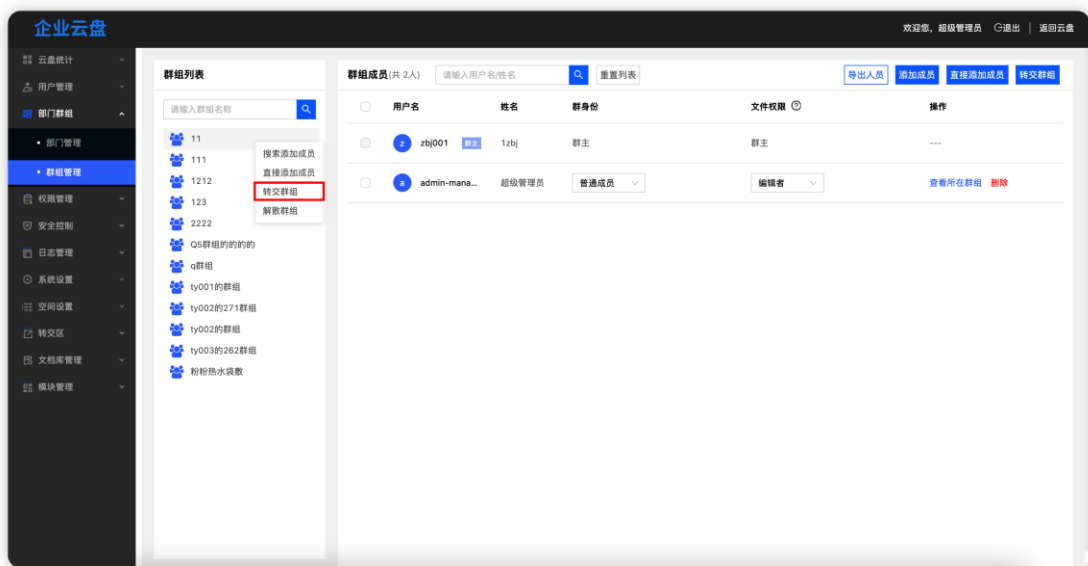 企业云盘
欢迎您，超级管理员 退出 | 返回云盘
云盘统计
用户管理
部门群组
• 部门管理
• 群组管理
权限管理
安全控制
日志管理
系统设置
空间设置
转交区
文档库管理
模块管理
群组列表
请输入群组名称
11
111
1212
123
2222
Q5群组的的的的
q群组
ty001的群组
ty002的271群组
ty002的群组
ty003的262群组
粉粉热水袋敷
搜索添加成员
直接添加成员
转交群组
解散群组
群组成员(共 2人) 请输入用户名/姓名 重置列表 导出人员 添加成员 直接添加成员 转交群组
用户名 姓名 群身份 文件权限 ? 操作
z zbj001 群主 1zbj 群主 群主 ---
a admin-mana... 超级管理员 普通成员 编辑者 查看所在群组 删除